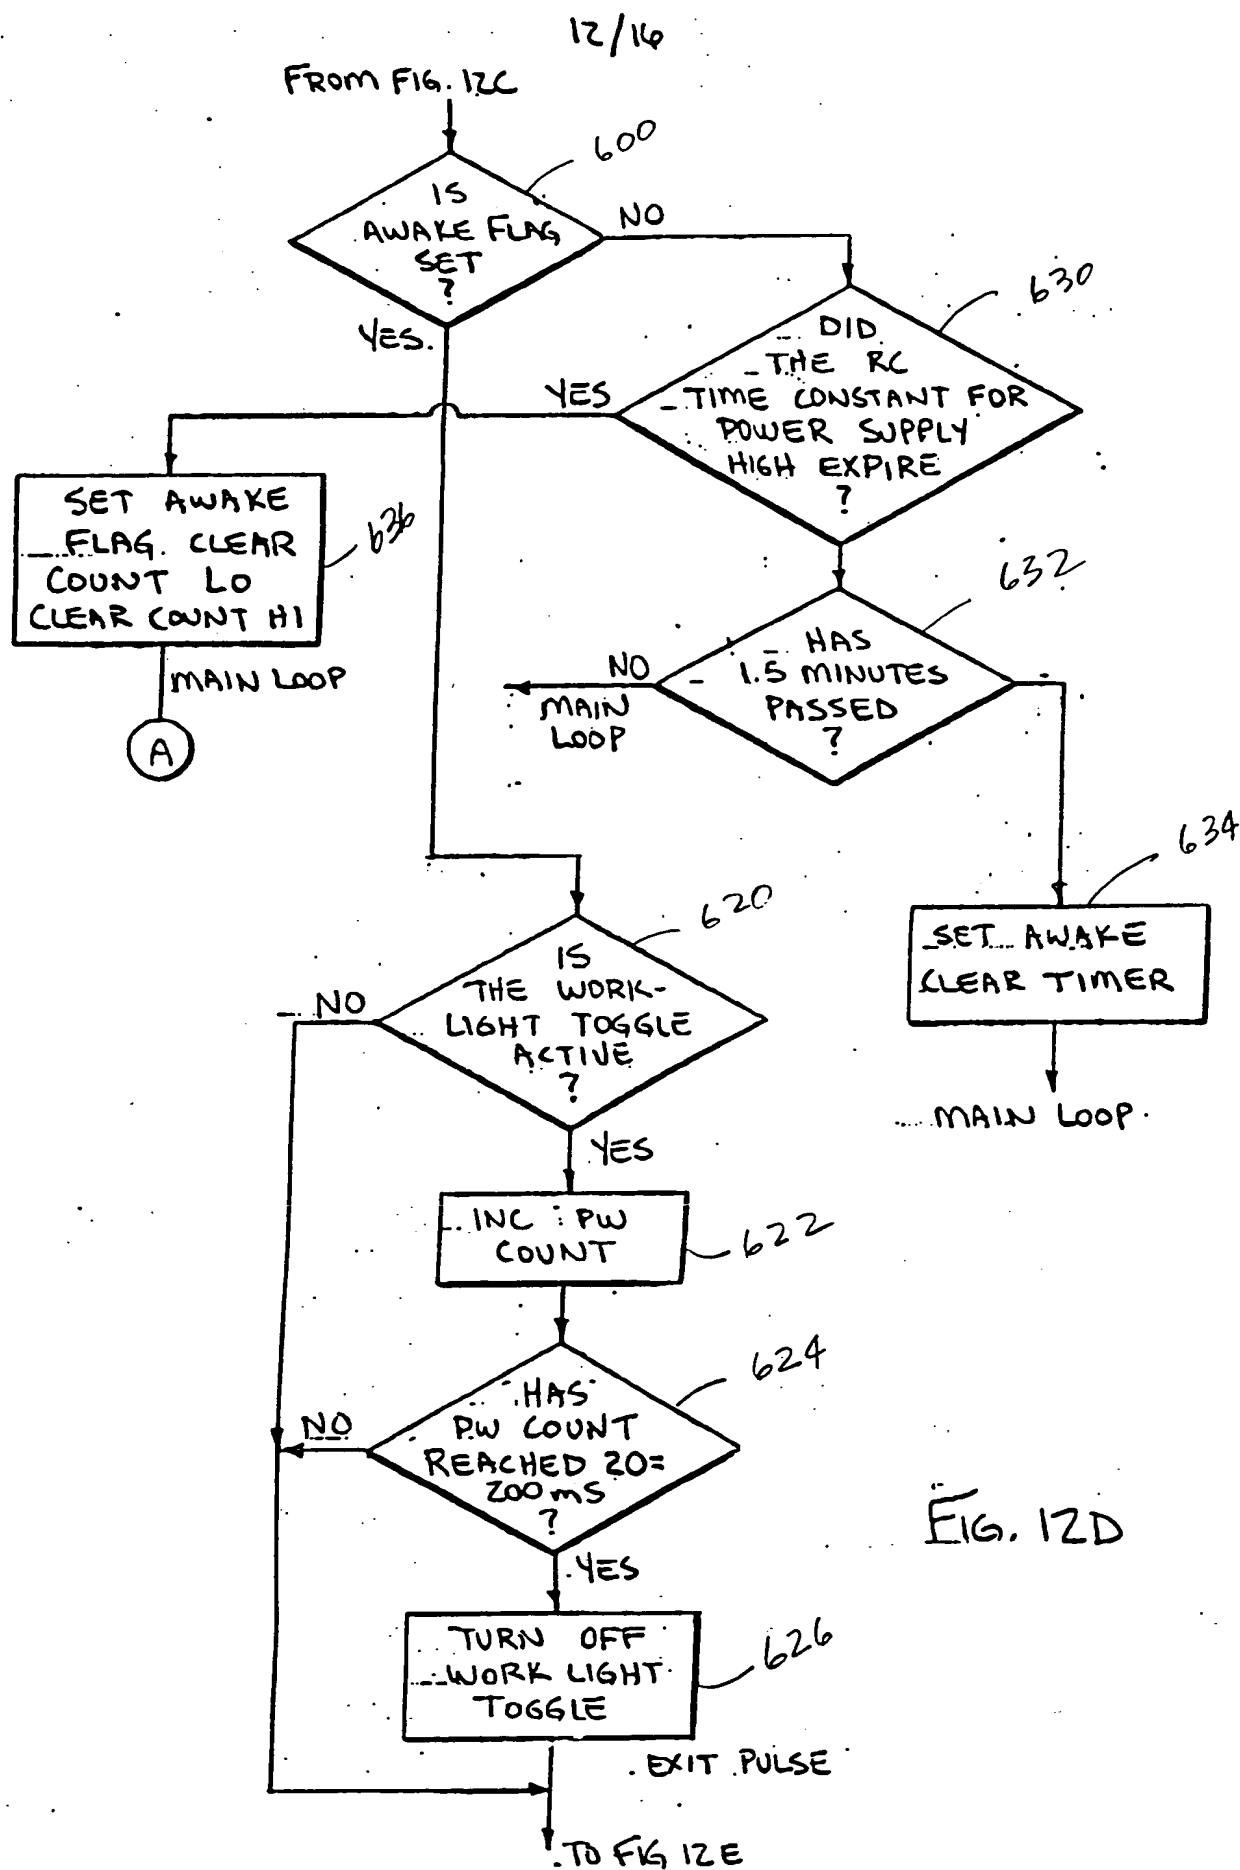 12/16
FROM FIG. 12C
600
IS
AWAKE FLAG
SET
?
NO
YES.
630
DID
THE RC
TIME CONSTANT FOR
POWER SUPPLY
HIGH EXPIRE
?
YES
SET AWAKE
FLAG. CLEAR
COUNT LO
CLEAR COUNT HI
636
MAIN LOOP
A
632
HAS
1.5 MINUTES
PASSED
?
NO
MAIN
LOOP
634
SET AWAKE
CLEAR TIMER
MAIN LOOP.
620
IS
THE WORK-
LIGHT TOGGLE
ACTIVE
?
NO
YES
INC PW
COUNT
622
624
HAS
PW COUNT
REACHED 20=
200mS
?
NO
YES
FIG. 12D
TURN OFF
WORK LIGHT
TOGGLE
626
EXIT PULSE
TO FIG 12E